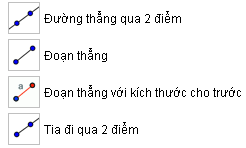 Đường thẳng qua 2 điểm
Đoạn thẳng
a
Đoạn thẳng với kích thước cho trước
Tia đi qua 2 điểm